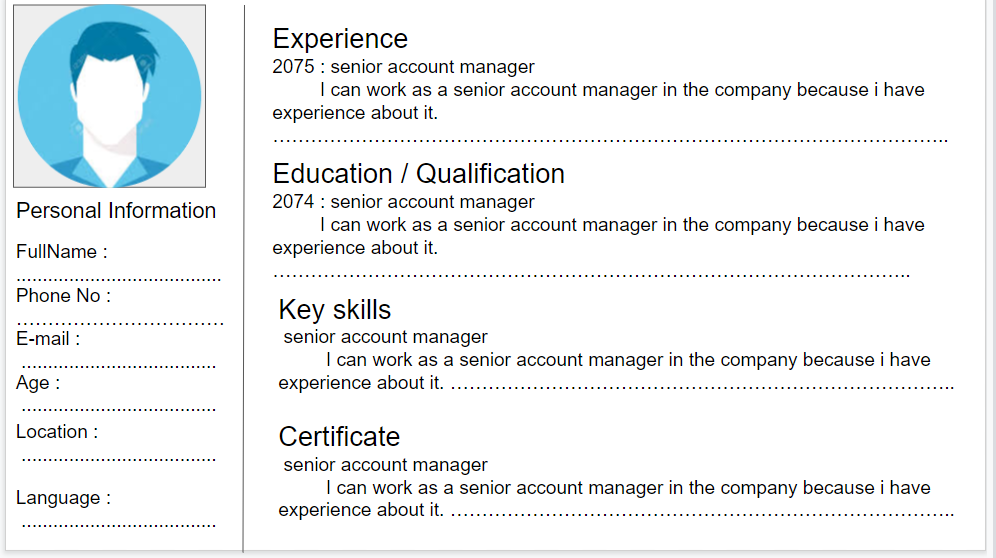 Personal Information
FullName :
.......................................
Phone No :
……………………………
E-mail :
.....................................
Age :
.....................................
Location :
.....................................
Language :
.....................................
Experience
2075 : senior account manager
I can work as a senior account manager in the company because i have
experience about it.
……………………………………………………………………………………………..
Education / Qualification
2074 : senior account manager
I can work as a senior account manager in the company because i have
experience about it.
………………………………………………………………………………………..
Key skills
senior account manager
I can work as a senior account manager in the company because i have
experience about it. ……………………………………………………………………..
Certificate
senior account manager
I can work as a senior account manager in the company because i have
experience about it. ……………………………………………………………………..